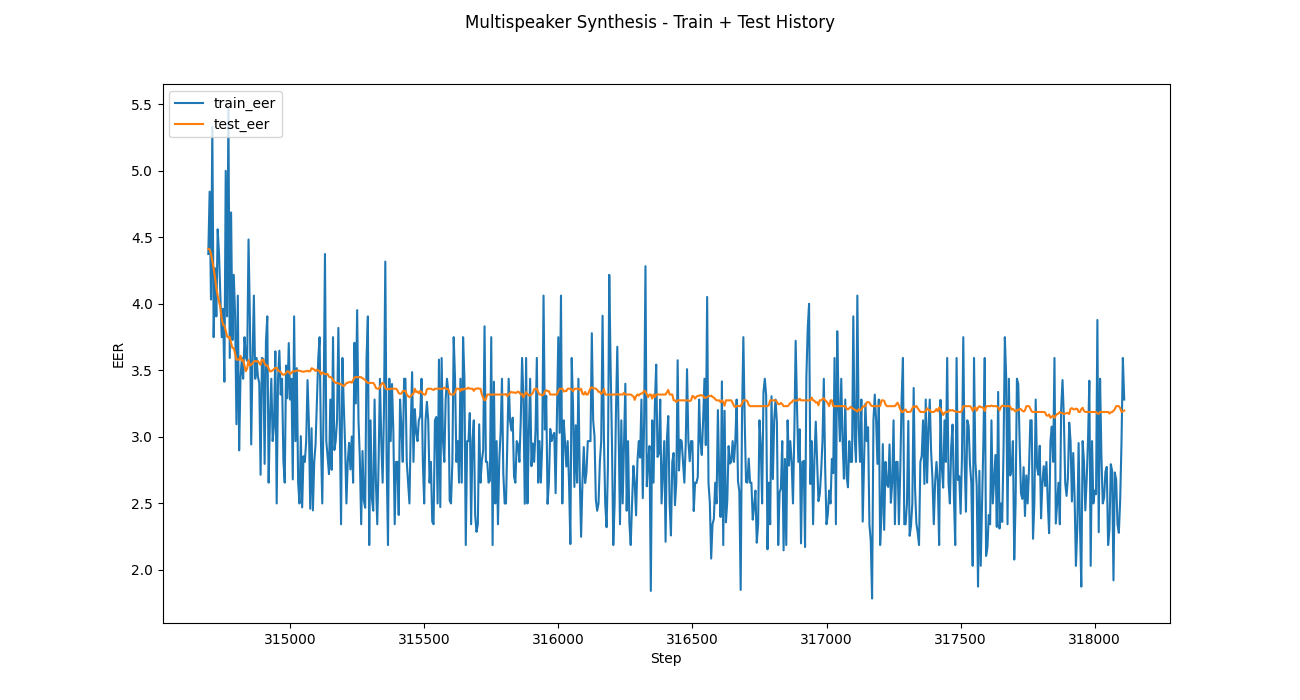 Multispeaker Synthesis - Train + Test History
train_eer
test_eer
5.5
5.0
4.5
4.0
3.5
3.0
2.5
2.0
EER
315000 315500 316000 316500 317000 317500 318000
Step